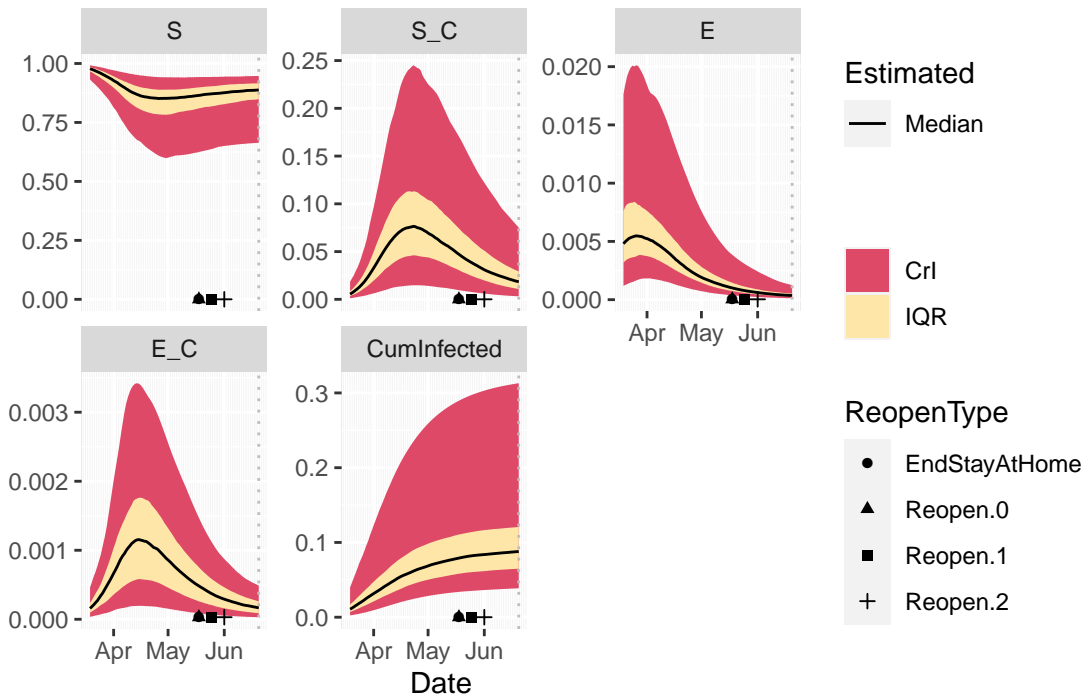 S
1.00
0.75
0.50
0.25
0.00
S_C
0.25
0.20
0.15
0.10
0.05
0.00
E
0.020
0.015
0.010
0.005
0.000
Apr May Jun
E_C
0.003
0.002
0.001
0.000
Apr May Jun
CumInfected
0.3
0.2
0.1
0.0
Apr May Jun
Date
Estimated
Median
CrI
IQR
ReopenType
EndStayAtHome
Reopen.0
Reopen.1
Reopen.2